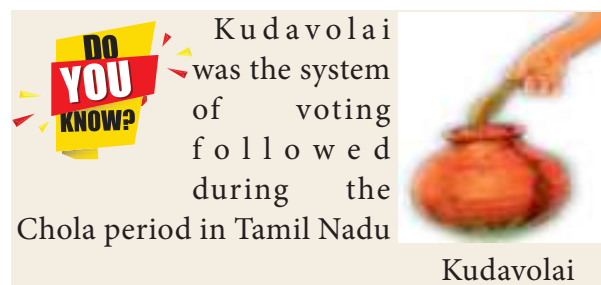 DO
YOU
KNOW?
Kudavolai
was the system
of voting
followed
during the
Chola period in Tamil Nadu
Kudavolai